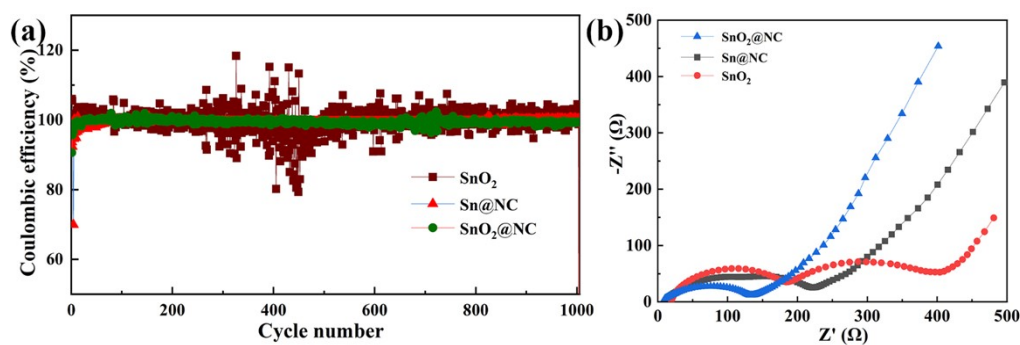 (a)
Coulombic efficiency (%)
120
100
80
60
SnO₂
Sn@NC
SnO₂@NC
0
200
400
600
800
1000
Cycle number
(b)
-Z'' (Ω)
500
400
300
200
100
0
SnO₂@NC
Sn@NC
SnO₂
0
100
200
300
400
500
Z' (Ω)